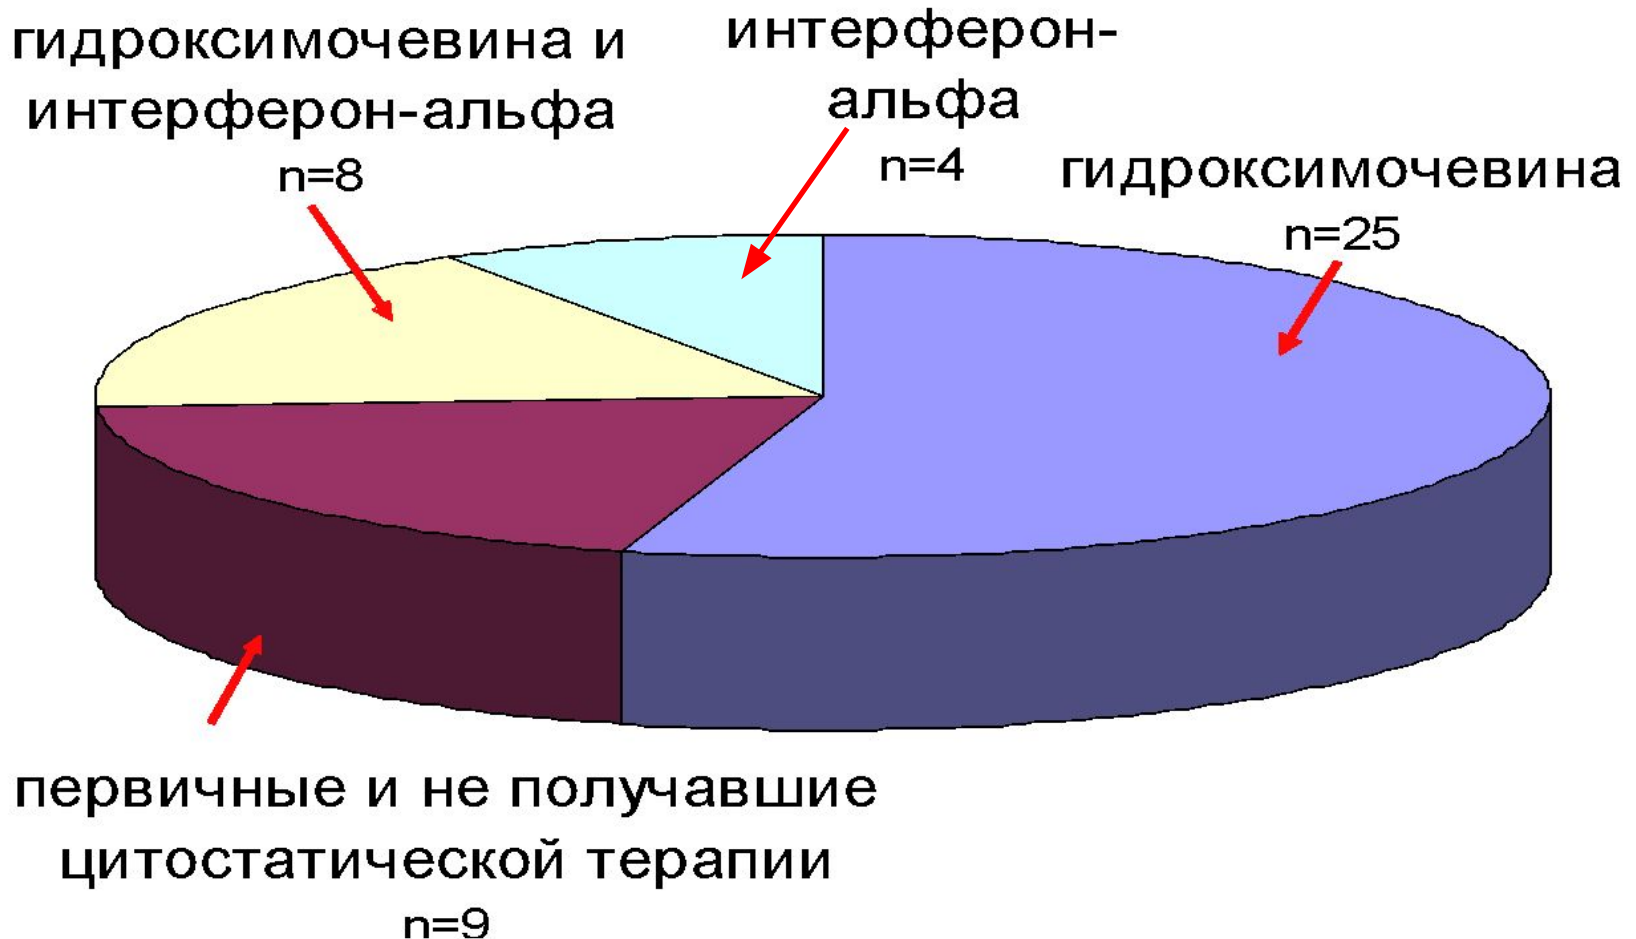 гидроксимочевина и
интерферон-альфа
n=8
интерферон-
альфа
n=4
гидроксимочевина
n=25
первичные и не получавшие
цитостатической терапии
n=9